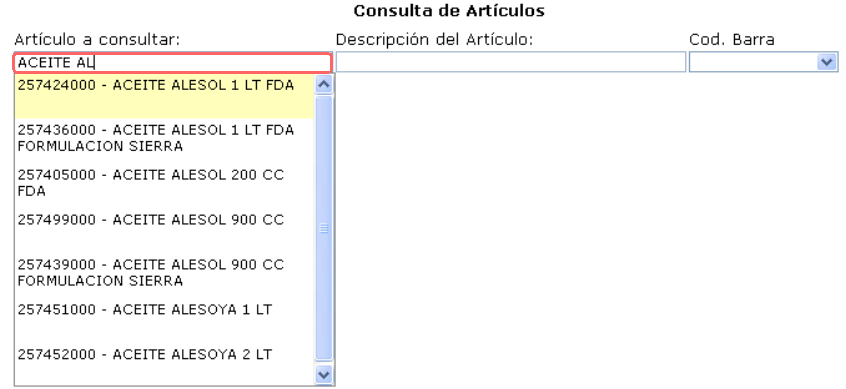 Consulta de Artículos
Artículo a consultar: Descripción del Artículo: Cod. Barra
ACEITE AL
257424000 - ACEITE ALESOL 1 LT FDA
257436000 - ACEITE ALESOL 1 LT FDA
FORMULACION SIERRA
257405000 - ACEITE ALESOL 200 CC
FDA
257499000 - ACEITE ALESOL 900 CC
257439000 - ACEITE ALESOL 900 CC
FORMULACION SIERRA
257451000 - ACEITE ALESOYA 1 LT
257452000 - ACEITE ALESOYA 2 LT